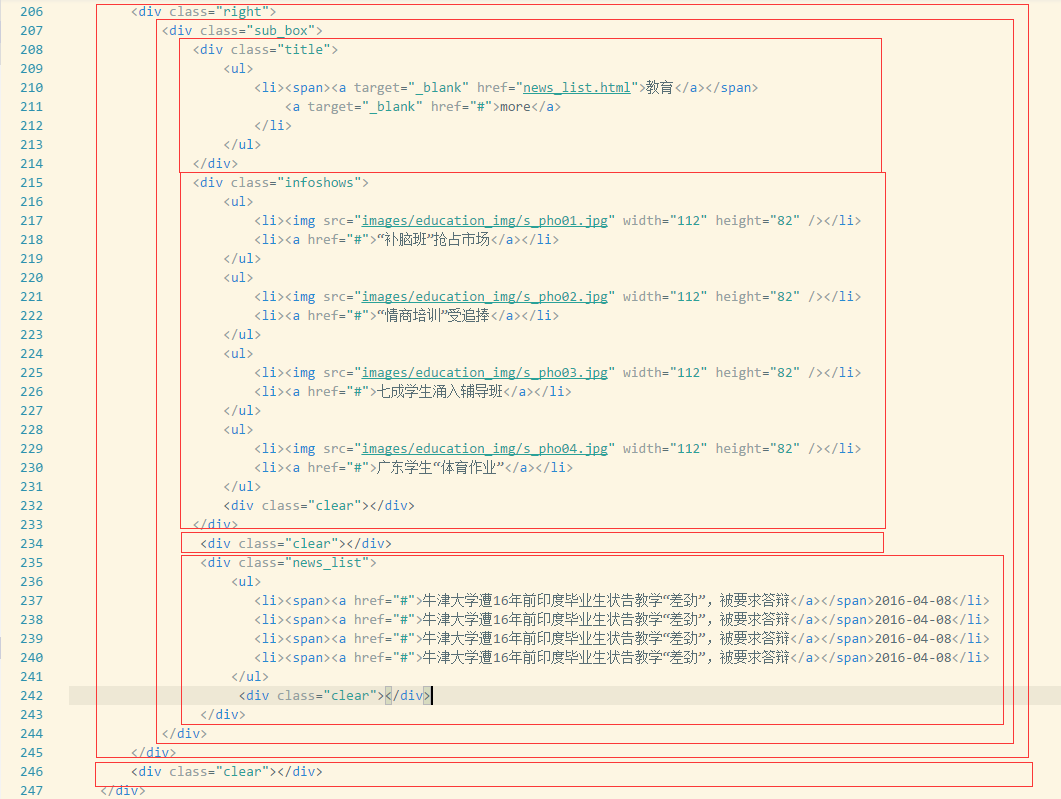 206 <div class="right">
207 <div class="sub_box">
208 <div class="title">
209 <ul>
210 <li><span><a target="_blank" href="news_list.html">教育</a></span>
211 <a target="_blank" href="#">more</a>
212 </li>
213 </ul>
214 </div>
215 <div class="infoshows">
216 <ul>
217 <li><img src="images/education_img/s_pho01.jpg" width="112" height="82" /></li>
218 <li><a href="#">“补脑班”抢占市场</a></li>
219 </ul>
220 <ul>
221 <li><img src="images/education_img/s_pho02.jpg" width="112" height="82" /></li>
222 <li><a href="#">“情商培训”受追捧</a></li>
223 </ul>
224 <ul>
225 <li><img src="images/education_img/s_pho03.jpg" width="112" height="82" /></li>
226 <li><a href="#">七成学生涌入辅导班</a></li>
227 </ul>
228 <ul>
229 <li><img src="images/education_img/s_pho04.jpg" width="112" height="82" /></li>
230 <li><a href="#">广东学生“体育作业”</a></li>
231 </ul>
232 <div class="clear"></div>
233 </div>
234 <div class="clear"></div>
235 <div class="news_list">
236 <ul>
237 <li><span><a href="#">牛津大学遭16年前印度毕业生状告教学“差劲”，被要求答辩</a></span>2016-04-08</li>
238 <li><span><a href="#">牛津大学遭16年前印度毕业生状告教学“差劲”，被要求答辩</a></span>2016-04-08</li>
239 <li><span><a href="#">牛津大学遭16年前印度毕业生状告教学“差劲”，被要求答辩</a></span>2016-04-08</li>
240 <li><span><a href="#">牛津大学遭16年前印度毕业生状告教学“差劲”，被要求答辩</a></span>2016-04-08</li>
241 </ul>
242 <div class="clear"></div>
243 </div>
244 </div>
245 </div>
246 <div class="clear"></div>
247 </div>